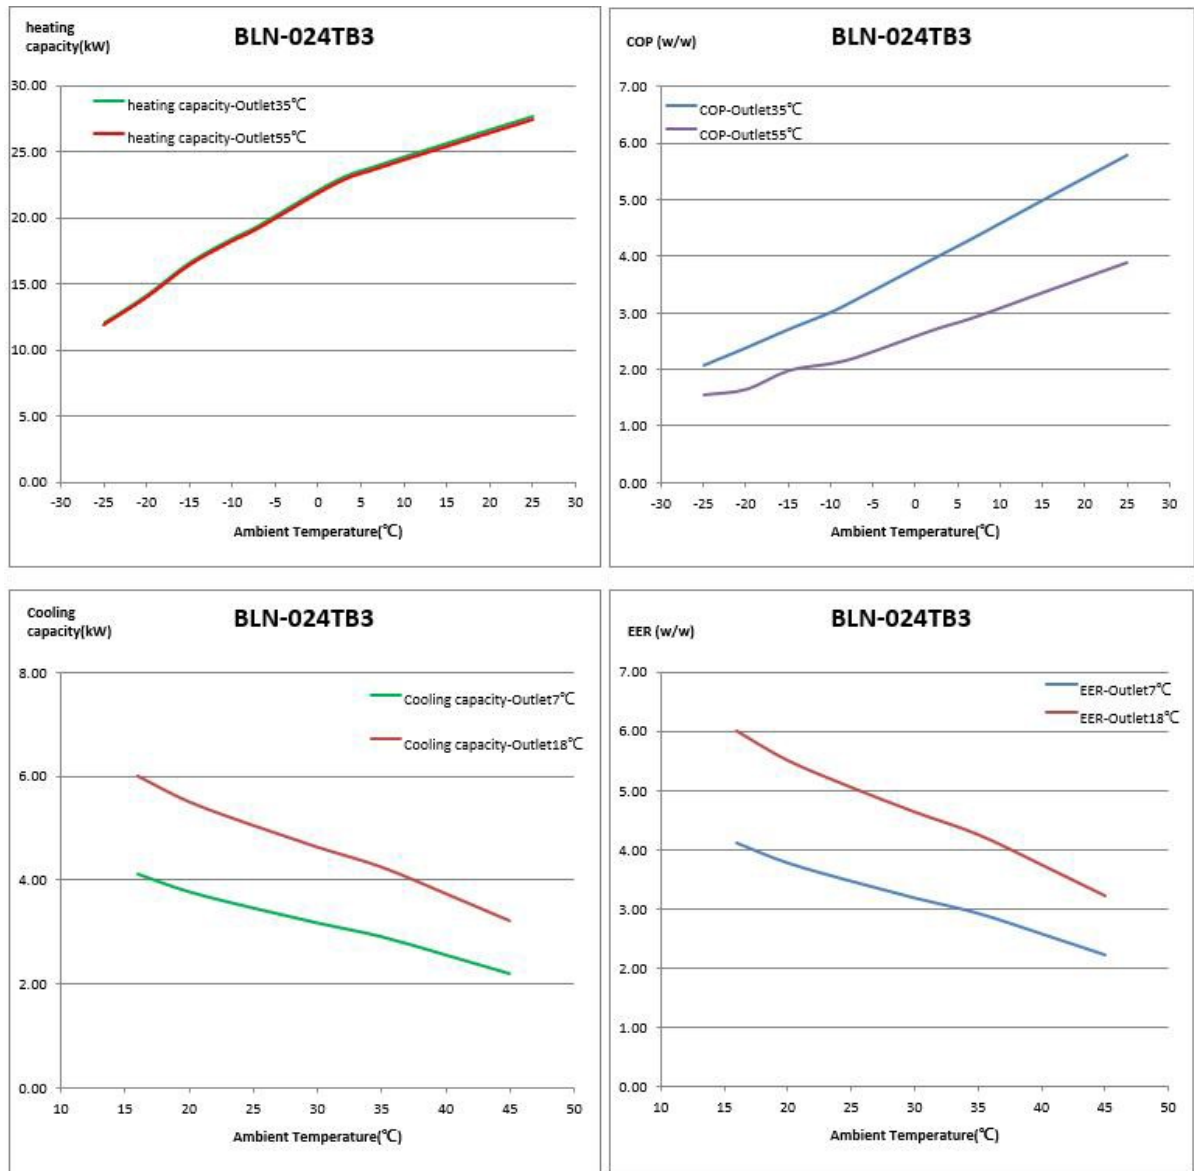 heating
capacity(kW)
BLN-024TB3
30.00
heating capacity-Outlet35℃
heating capacity-Outlet55℃
25.00
20.00
15.00
10.00
5.00
0.00
-30 -25 -20 -15 -10 -5 0 5 10 15 20 25 30
Ambient Temperature(℃)
COP (w/w)
BLN-024TB3
7.00
COP-Outlet35℃
COP-Outlet55℃
6.00
5.00
4.00
3.00
2.00
1.00
0.00
-30 -25 -20 -15 -10 -5 0 5 10 15 20 25 30
Ambient Temperature(℃)
Cooling
capacity(kW)
BLN-024TB3
8.00
Cooling capacity-Outlet7℃
Cooling capacity-Outlet18℃
6.00
4.00
2.00
0.00
10 15 20 25 30 35 40 45 50
Ambient Temperature(℃)
EER (w/w)
BLN-024TB3
7.00
EER-Outlet7℃
EER-Outlet18℃
6.00
5.00
4.00
3.00
2.00
1.00
0.00
10 15 20 25 30 35 40 45 50
Ambient Temperature(℃)